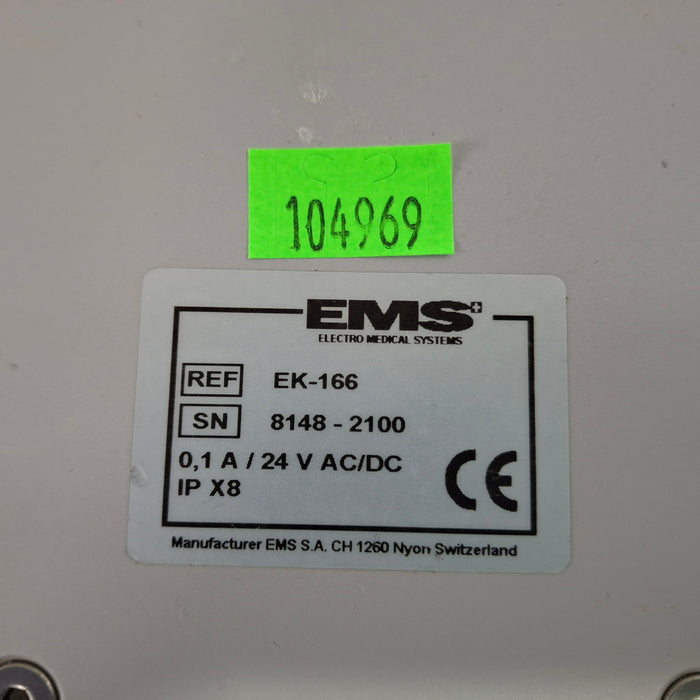 104969
EMS
ELECTRO MEDICAL SYSTEMS
REF EK-166
SN 8148 - 2100
0,1 A / 24 V AC/DC
IP X8
CE
Manufacturer EMS S.A. CH 1260 Nyon Switzerland